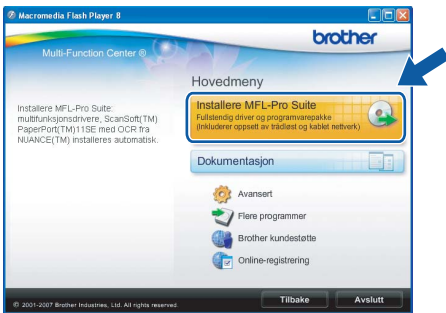 Macromedia Flash Player 8
brother
Multi-Function Center ®
Hovedmeny
Installere MFL-Pro Suite:
multifunksjonsdrivere, ScanSoft(TM)
PaperPort(TM)11SE med OCR fra
NUANCE(TM) installeres automatisk.
Installere MFL-Pro Suite
Fullstendig driver og programvarepakke
(Inkluderer oppsett av trådløst og kablet nettverk)
Dokumentasjon
Avansert
Flere programmer
Brother kundestøtte
Online-registrering
© 2001-2007 Brother Industries, Ltd. All rights reserved.
Tilbake
Avslutt